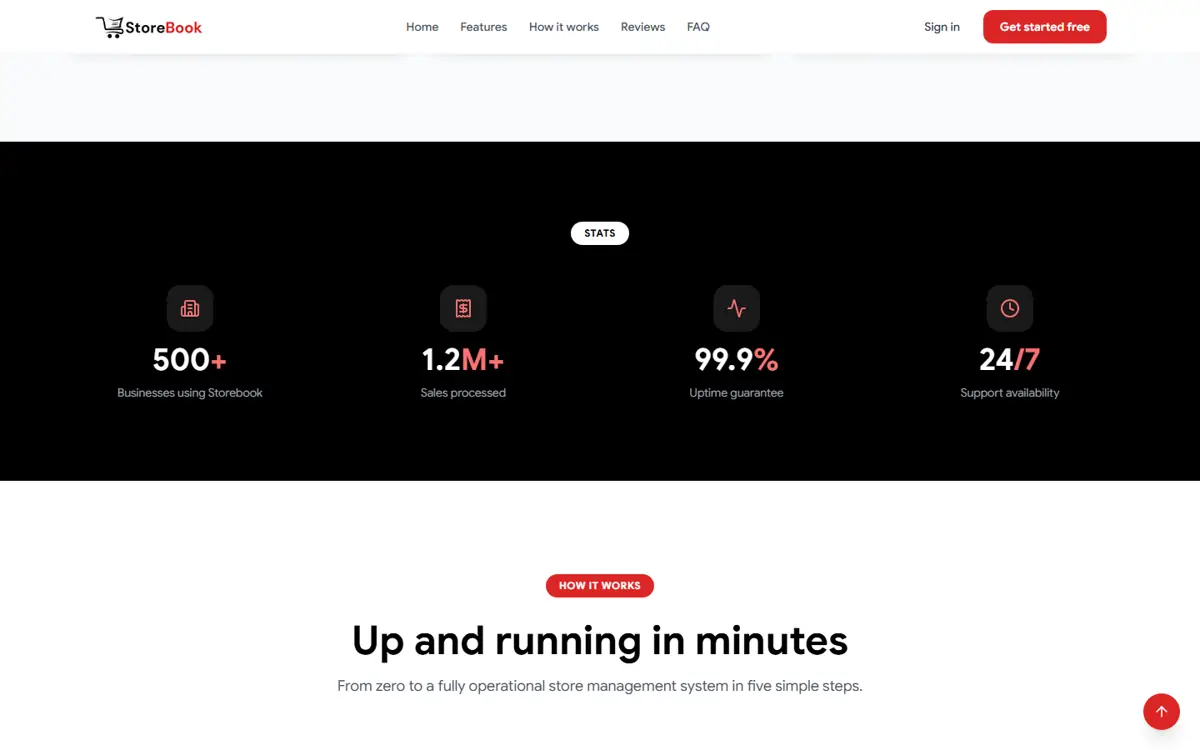 StoreBook
Home Features How it works Reviews FAQ
Sign in
Get started free
STATS
500+
Businesses using Storebook
1.2M+
Sales processed
99.9%
Uptime guarantee
24/7
Support availability
HOW IT WORKS
Up and running in minutes
From zero to a fully operational store management system in five simple steps.